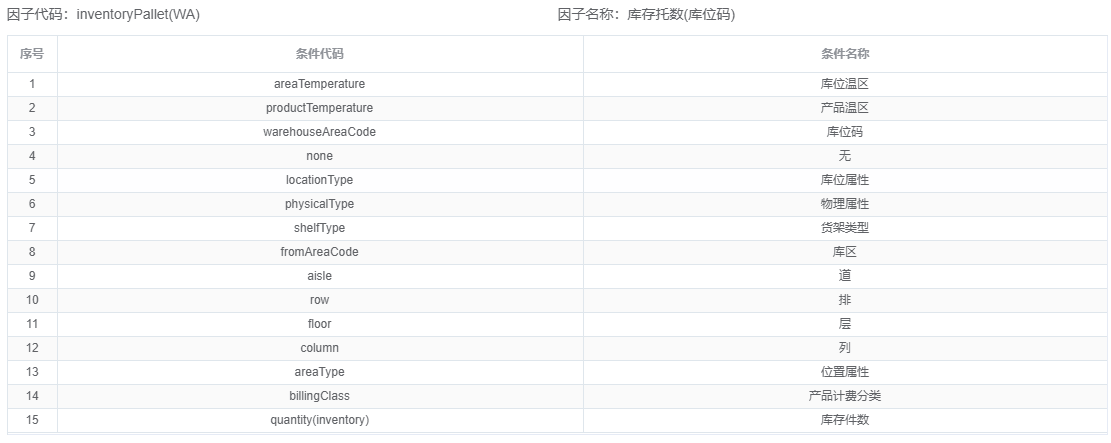 因子代码：inventoryPallet(WA) 因子名称：库存托数(库位码)
序号 条件代码 条件名称
1 areaTemperature 库位温区
2 productTemperature 产品温区
3 warehouseAreaCode 库位码
4 none 无
5 locationType 库位属性
6 physicalType 物理属性
7 shelfType 货架类型
8 fromAreaCode 库区
9 aisle 道
10 row 排
11 floor 层
12 column 列
13 areaType 位置属性
14 billingClass 产品计费分类
15 quantity(inventory) 库存件数